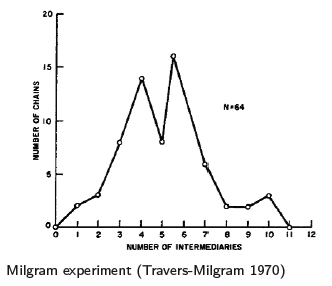 20
15
10
5
0
NUMBER OF CHAINS
N=64
0 1 2 3 4 5 6 7 8 9 10 11 12
NUMBER OF INTERMEDIARIES
Milgram experiment (Travers-Milgram 1970)